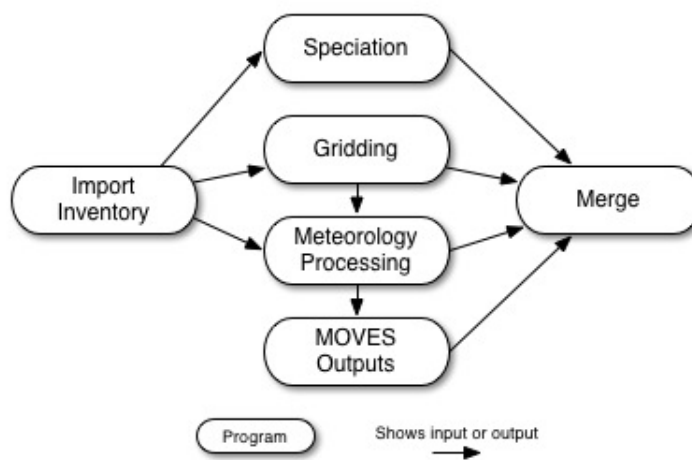 Speciation
Gridding
Import
Inventory
Merge
Meteorology
Processing
MOVES
Outputs
Program
Shows input or output